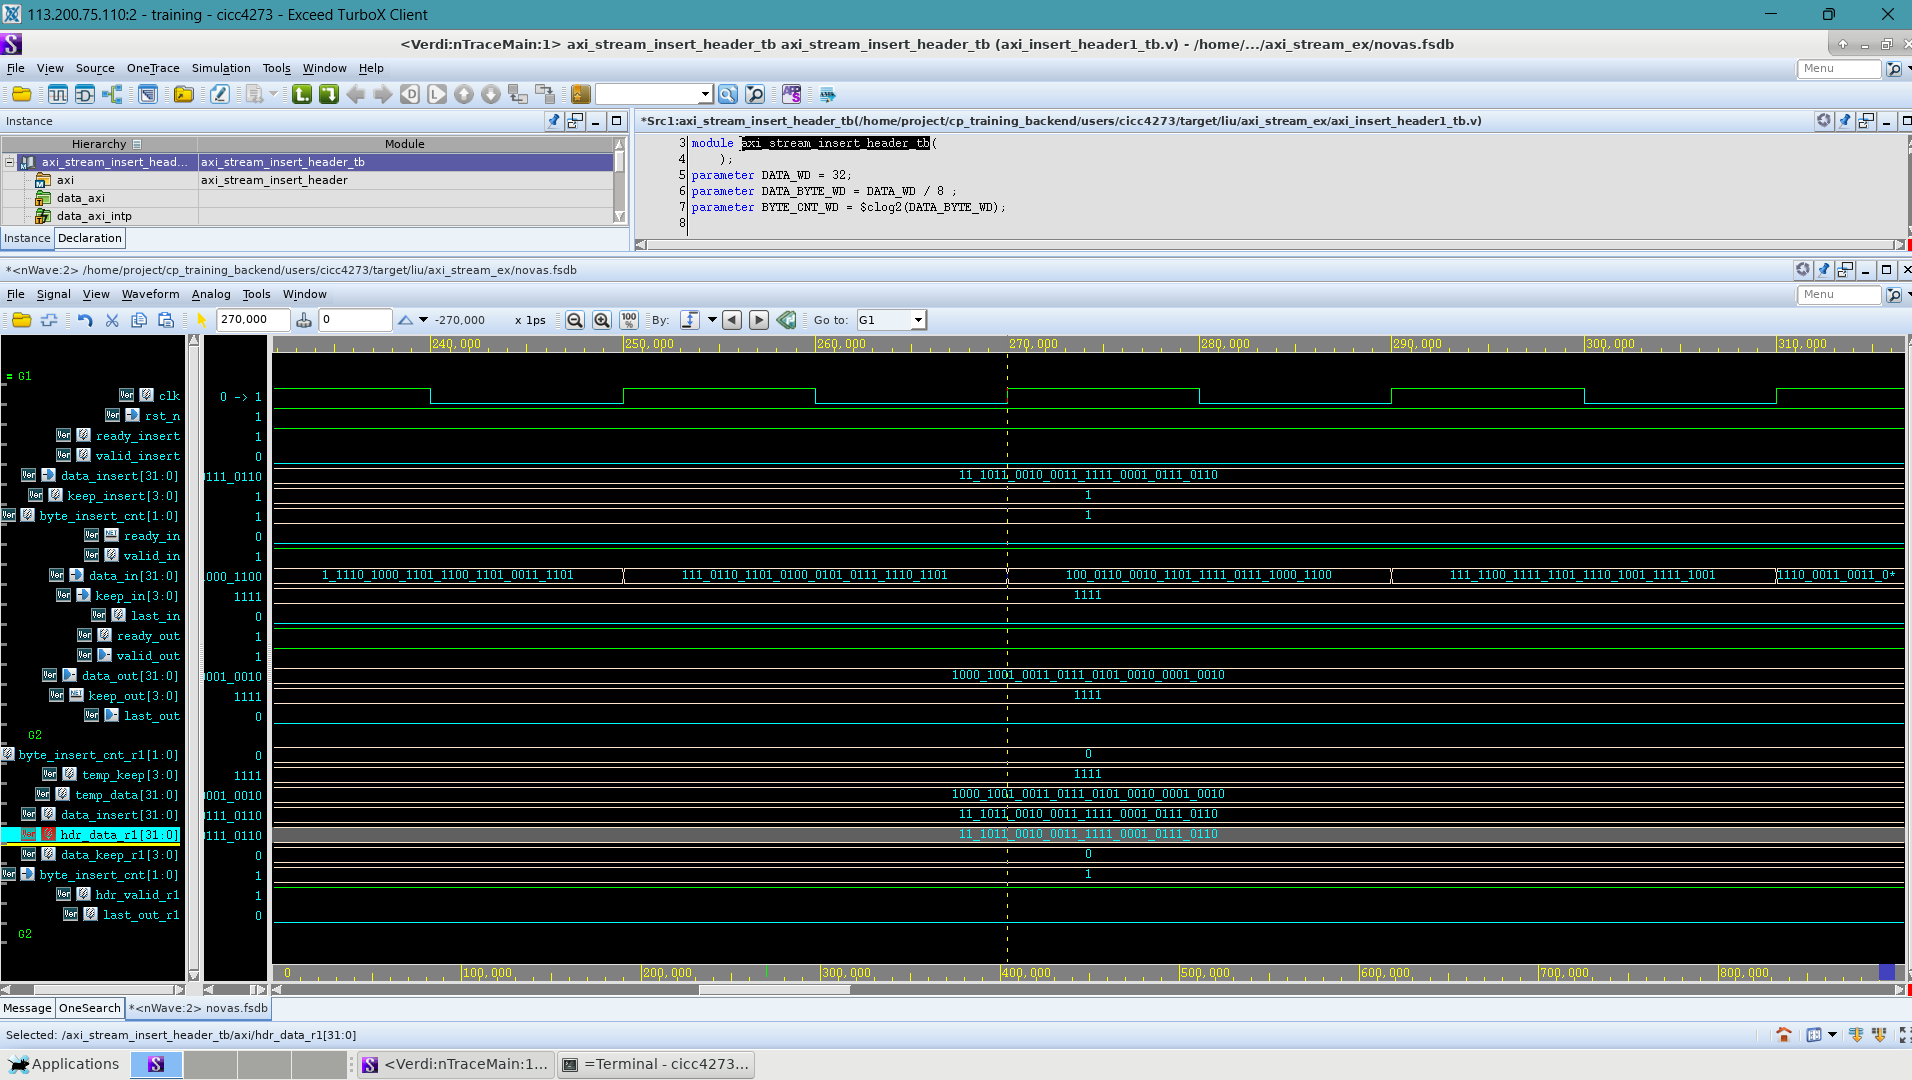 113.200.75.110:2 - training - cicc4273 - Exceed TurboX Client
<Verdi:nTraceMain:1> axi_stream_insert_header_tb axi_stream_insert_header_tb (axi_insert_header1_tb.v) - /home/.../axi_stream_ex/novas.fsdb
File View Source OneTrace Simulation Tools Window Help Menu
Instance
*Src1:axi_stream_insert_header_tb(/home/project/cp_training_backend/users/cicc4273/target/liu/axi_stream_ex/axi_insert_header1_tb.v)
Hierarchy Module
axi_stream_insert_head... axi_stream_insert_header_tb
axi axi_stream_insert_header
data_axi
data_axi_intp
Instance Declaration
3 module axi_stream_insert_header_tb(
4 );
5 parameter DATA_WD = 32;
6 parameter DATA_BYTE_WD = DATA_WD / 8 ;
7 parameter BYTE_CNT_WD = $clog2(DATA_BYTE_WD);
8
*<nWave:2> /home/project/cp_training_backend/users/cicc4273/target/liu/axi_stream_ex/novas.fsdb
File Signal View Waveform Analog Tools Window Menu
270,000 0 -270,000 x 1ps 100% By: Go to: G1
240,000 250,000 260,000 270,000 280,000 290,000 300,000 310,000
= G1
clk 0 -> 1
rst_n 1
ready_insert 1
valid_insert 0
data_insert[31:0] 0111_0110 11_1011_0010_0011_1111_0001_0111_0110
keep_insert[3:0] 1 1
byte_insert_cnt[1:0] 1 1
ready_in 0
valid_in 1
data_in[31:0] 1000_1100 1_1110_1000_1101_1100_1101_0011_1101 111_0110_1101_0100_0101_0111_1110_1101 100_0110_0010_1101_1111_0111_1000_1100 111_1100_1111_1101_1110_1001_1111_1001 1110_0011_0011_0*
keep_in[3:0] 1111 1111
last_in 0
ready_out 1
valid_out 1
data_out[31:0] 0001_0010 1000_1001_0011_0111_0101_0010_0001_0010
keep_out[3:0] 1111 1111
last_out 0
G2
byte_insert_cnt_r1[1:0] 0 0
temp_keep[3:0] 1111 1111
temp_data[31:0] 0001_0010 1000_1001_0011_0111_0101_0010_0001_0010
data_insert[31:0] 0111_0110 11_1011_0010_0011_1111_0001_0111_0110
hdr_data_r1[31:0] 0111_0110 11_1011_0010_0011_1111_0001_0111_0110
data_keep_r1[3:0] 0 0
byte_insert_cnt[1:0] 1 1
hdr_valid_r1 1
last_out_r1 0
G2
0 100,000 200,000 300,000 400,000 500,000 600,000 700,000 800,000
Message OneSearch *<nWave:2> novas.fsdb
Selected: /axi_stream_insert_header_tb/axi/hdr_data_r1[31:0]
Applications <Verdi:nTraceMain:1... =Terminal - cicc4273...